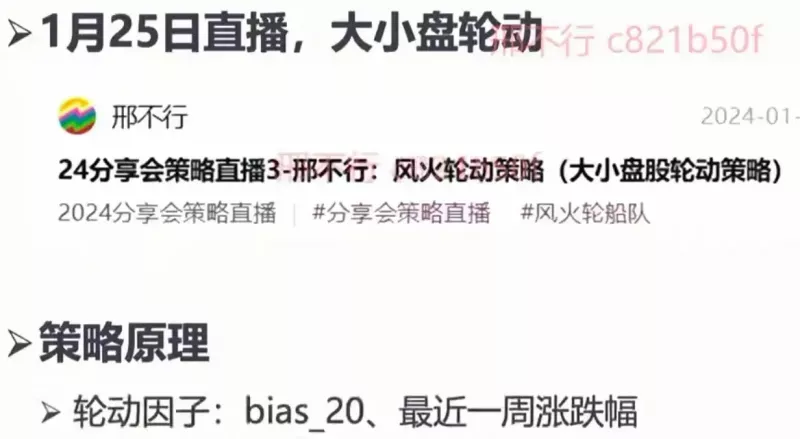 ➢1月25日直播，大小盘轮动
邢不行 c821b50f
邢不行
2024-01-
24分享会策略直播3-邢不行：风火轮动策略（大小盘股轮动策略）
2024分享会策略直播 | #分享会策略直播 #风火轮船队
➢策略原理
➢轮动因子：bias_20、最近一周涨跌幅